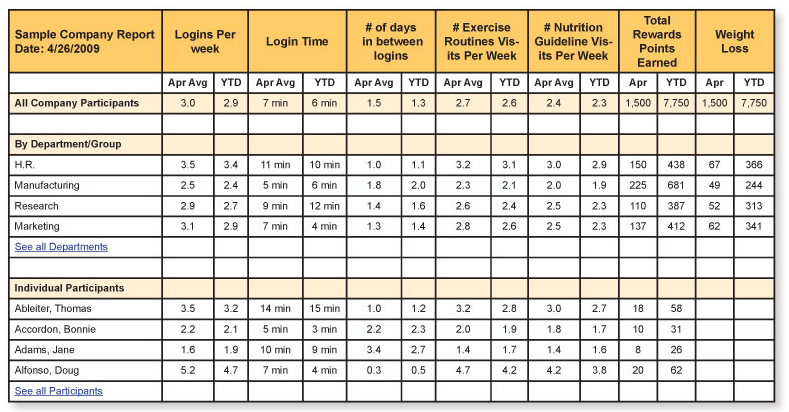 Sample Company Report
Date: 4/26/2009
Logins Per
week
Login Time
# of days
in between
logins
# Exercise
Routines Vis-
its Per Week
# Nutrition
Guideline Vis-
its Per Week
Total
Rewards
Points
Earned
Weight
Loss
Apr Avg YTD Apr Avg YTD Apr Avg YTD Apr Avg YTD Apr Avg YTD Apr YTD Apr YTD
All Company Participants 3.0 2.9 7 min 6 min 1.5 1.3 2.7 2.6 2.4 2.3 1,500 7,750 1,500 7,750
By Department/Group
H.R. 3.5 3.4 11 min 10 min 1.0 1.1 3.2 3.1 3.0 2.9 150 438 67 366
Manufacturing 2.5 2.4 5 min 6 min 1.8 2.0 2.3 2.1 2.0 1.9 225 681 49 244
Research 2.9 2.7 9 min 12 min 1.4 1.6 2.6 2.4 2.5 2.3 110 387 52 313
Marketing 3.1 2.9 7 min 4 min 1.3 1.4 2.8 2.6 2.5 2.3 137 412 62 341
See all Departments
Individual Participants
Ableiter, Thomas 3.5 3.2 14 min 15 min 1.0 1.2 3.2 2.8 3.0 2.7 18 58
Accordon, Bonnie 2.2 2.1 5 min 3 min 2.2 2.3 2.0 1.9 1.8 1.7 10 31
Adams, Jane 1.6 1.9 10 min 9 min 3.4 2.7 1.4 1.7 1.4 1.6 8 26
Alfonso, Doug 5.2 4.7 7 min 4 min 0.3 0.5 4.7 4.2 4.2 3.8 20 62
See all Participants